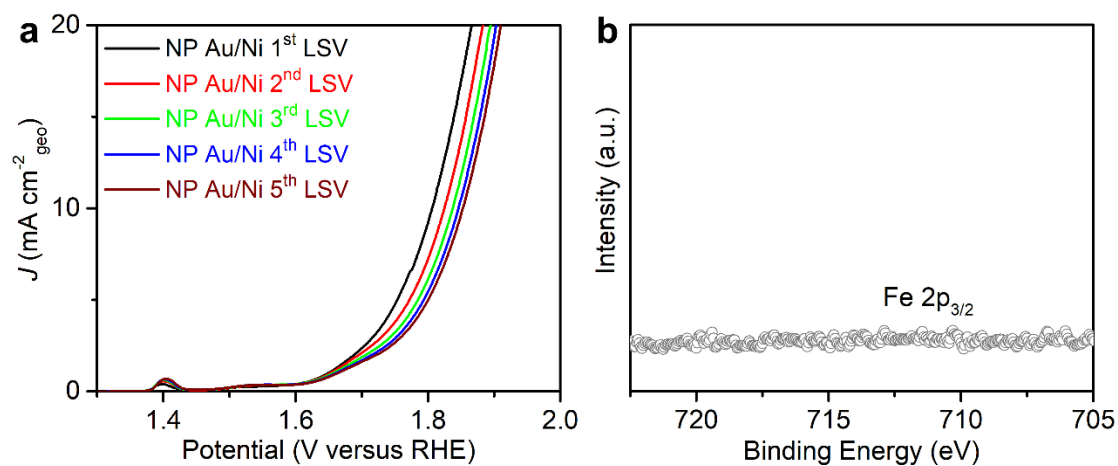 a
20
10
0
J (mA cm⁻²geo)
NP Au/Ni 1st LSV
NP Au/Ni 2nd LSV
NP Au/Ni 3rd LSV
NP Au/Ni 4th LSV
NP Au/Ni 5th LSV
1.4 1.6 1.8 2.0
Potential (V versus RHE)
b
Intensity (a.u.)
Fe 2p3/2
720 715 710 705
Binding Energy (eV)